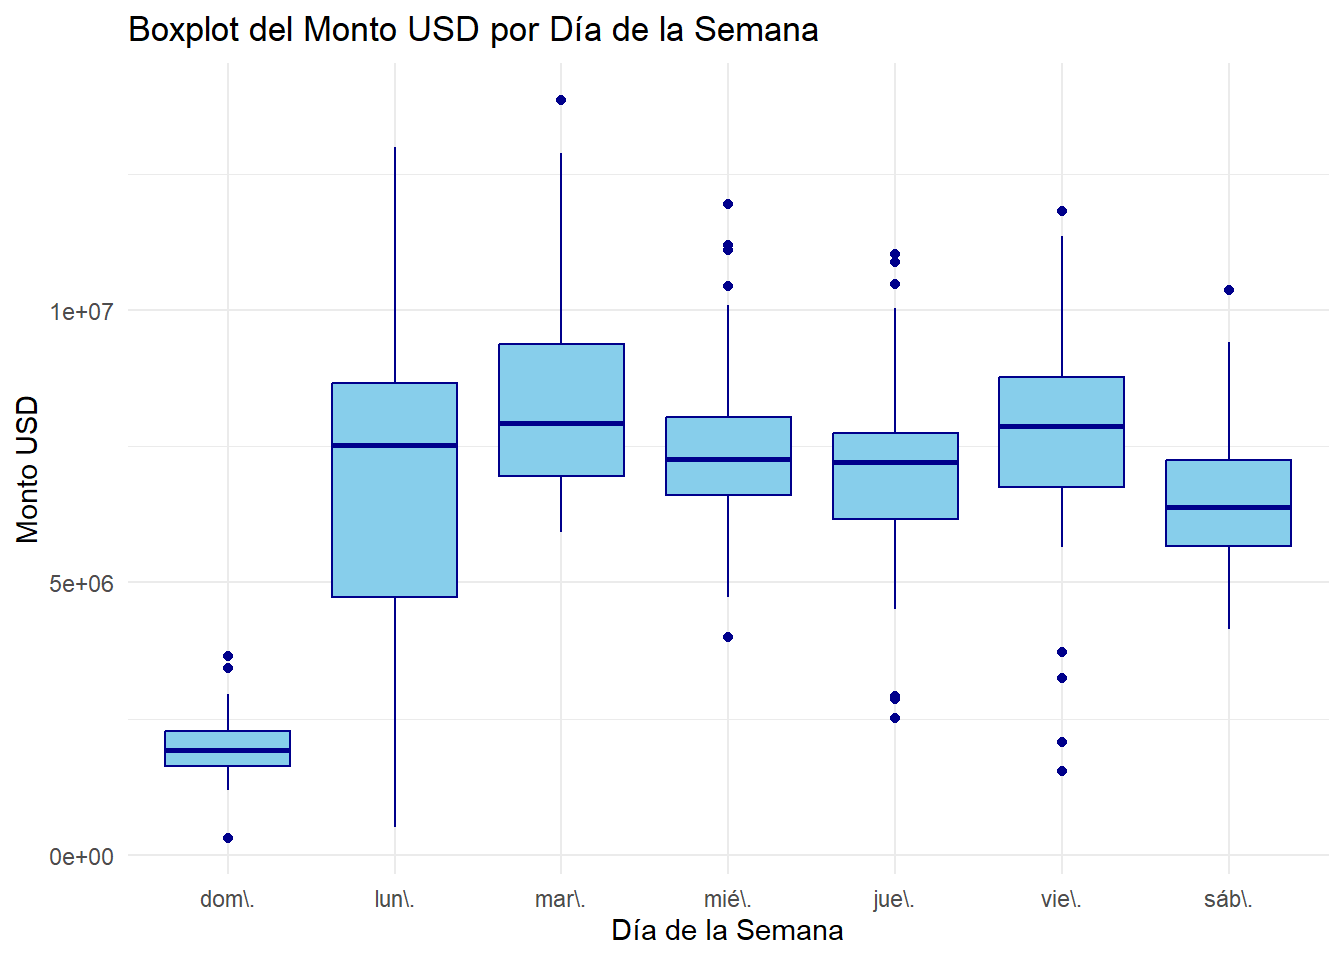 Boxplot del Monto USD por Día de la Semana
Monto USD
1e+07
5e+06
0e+00
dom\. lun\. mar\. mié\. jue\. vie\. sáb\.
Día de la Semana